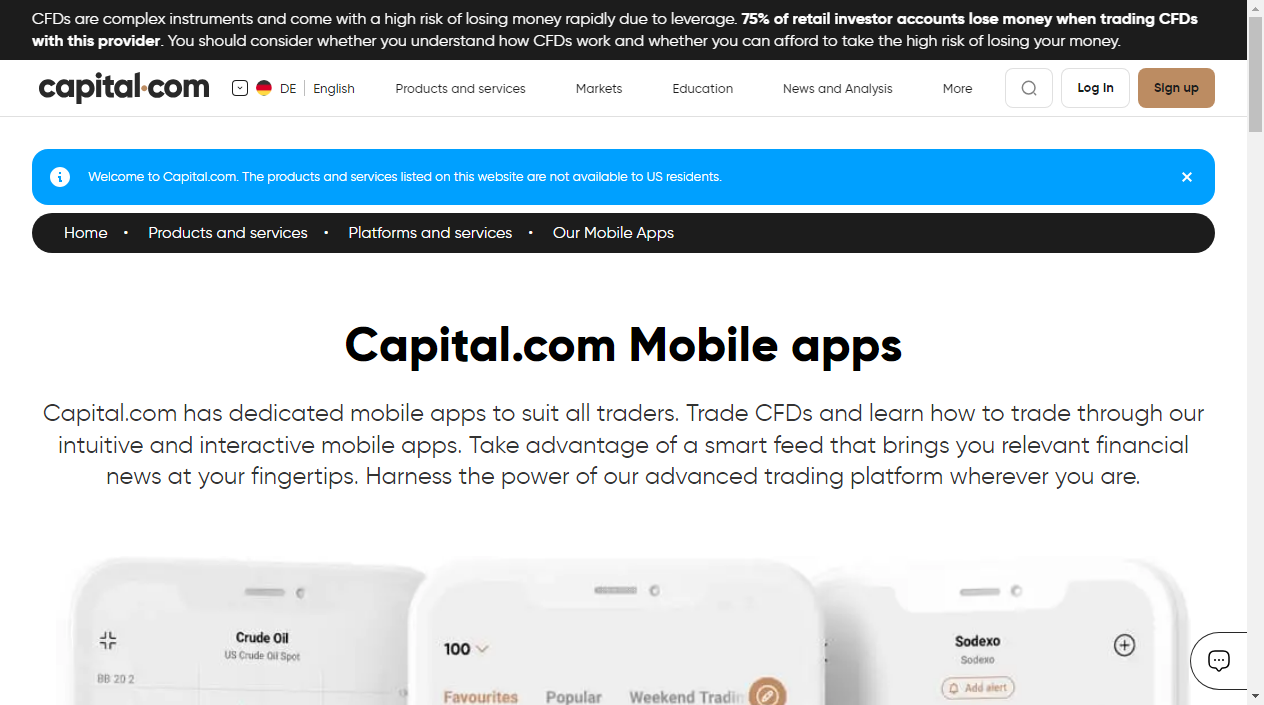 CFDs are complex instruments and come with a high risk of losing money rapidly due to leverage. 75% of retail investor accounts lose money when trading CFDs
with this provider. You should consider whether you understand how CFDs work and whether you can afford to take the high risk of losing your money.
capital.com DE English Products and services Markets Education News and Analysis More Log In Sign up
Welcome to Capital.com. The products and services listed on this website are not available to US residents.
Home • Products and services • Platforms and services • Our Mobile Apps
Capital.com Mobile apps
Capital.com has dedicated mobile apps to suit all traders. Trade CFDs and learn how to trade through our
intuitive and interactive mobile apps. Take advantage of a smart feed that brings you relevant financial
news at your fingertips. Harness the power of our advanced trading platform wherever you are.
Crude Oil
US Crude Oil Spot
BB 20 2
100
Favourites Popular Weekend Tradin
Sodexo
Sodexo
Add alert